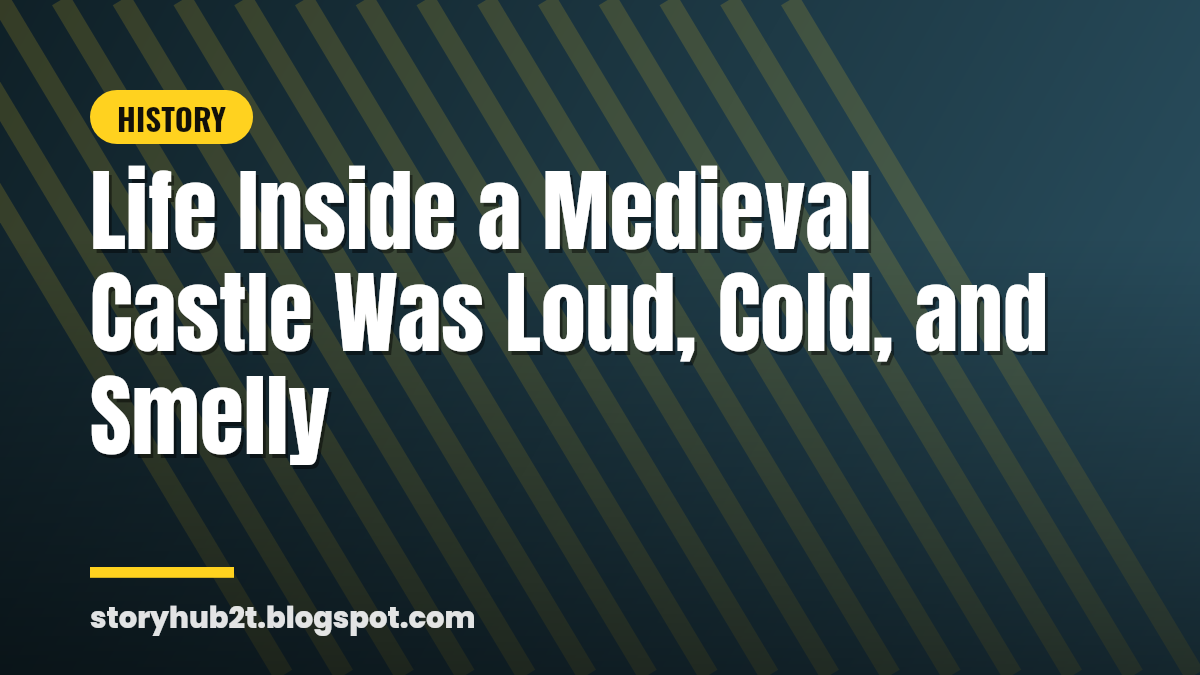 HISTORY
Life Inside a Medieval
Castle Was Loud, Cold, and
Smelly
storyhub2t.blogspot.com